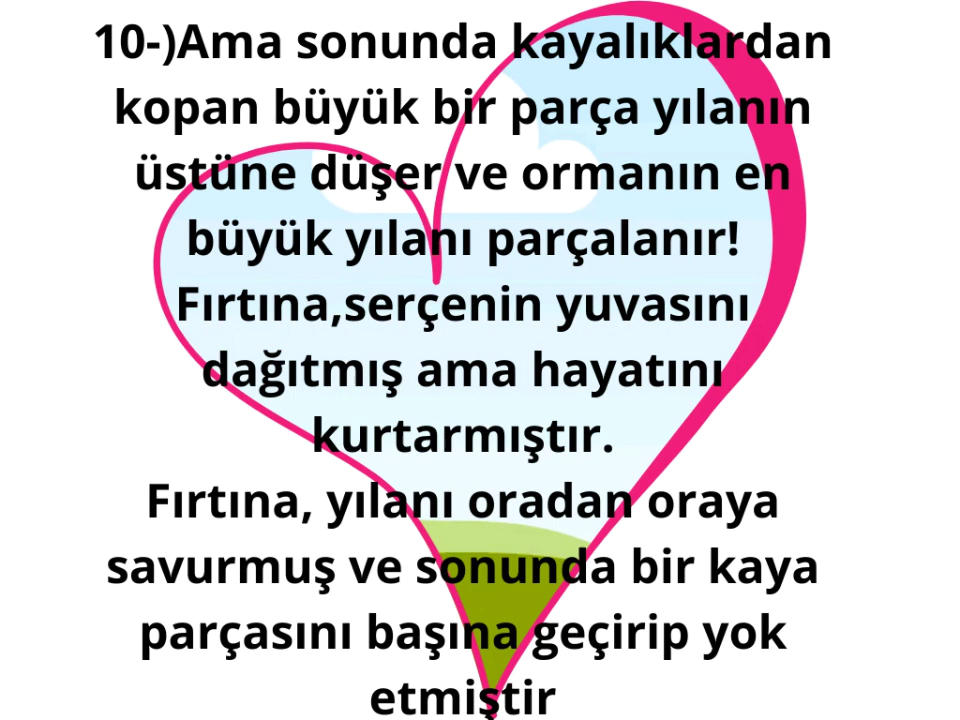 10-)Ama sonunda kayalıklardan
kopan büyük bir parça yılanın
üstüne düşer ve ormanın en
büyük yılanı parçalanır!
Fırtına,serçenin yuvasını
dağıtmış ama hayatını
kurtarmıştır.
Fırtına, yılanı oradan oraya
savurmuş ve sonunda bir kaya
parçasını başına geçirip yok
etmiştir